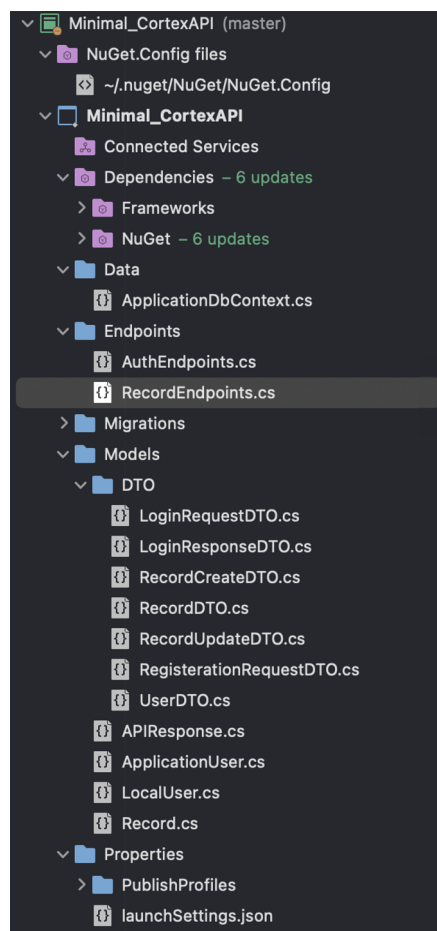 Minimal_CortexAPI (master)
NuGet.Config files
~/.nuget/NuGet/NuGet.Config
Minimal_CortexAPI
Connected Services
Dependencies – 6 updates
Frameworks
NuGet – 6 updates
Data
ApplicationDbContext.cs
Endpoints
AuthEndpoints.cs
RecordEndpoints.cs
Migrations
Models
DTO
LoginRequestDTO.cs
LoginResponseDTO.cs
RecordCreateDTO.cs
RecordDTO.cs
RecordUpdateDTO.cs
RegisterationRequestDTO.cs
UserDTO.cs
APIResponse.cs
ApplicationUser.cs
LocalUser.cs
Record.cs
Properties
PublishProfiles
launchSettings.json